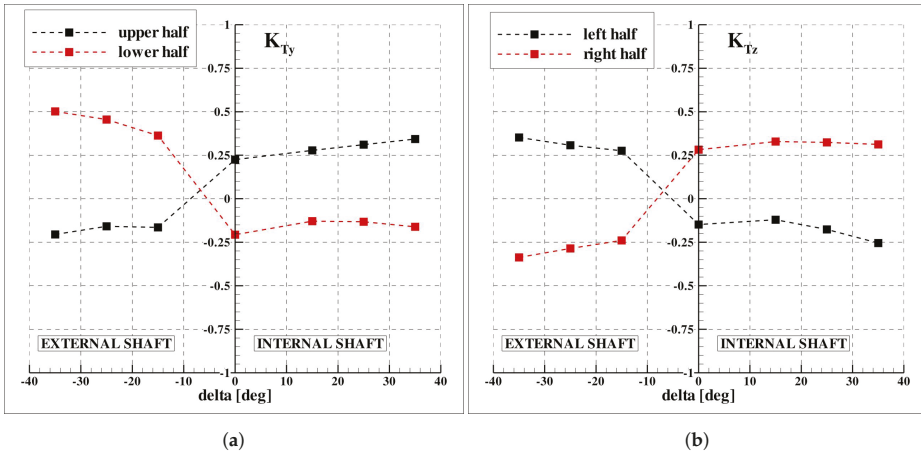 upper half
lower half
K_Ty
1
0.75
0.5
0.25
0
-0.25
-0.5
-0.75
-1
EXTERNAL SHAFT
INTERNAL SHAFT
-40 -30 -20 -10 0 10 20 30 40
delta [deg]
(a)
left half
right half
K_Tz
1
0.75
0.5
0.25
0
-0.25
-0.5
-0.75
-1
EXTERNAL SHAFT
INTERNAL SHAFT
-40 -30 -20 -10 0 10 20 30 40
delta [deg]
(b)